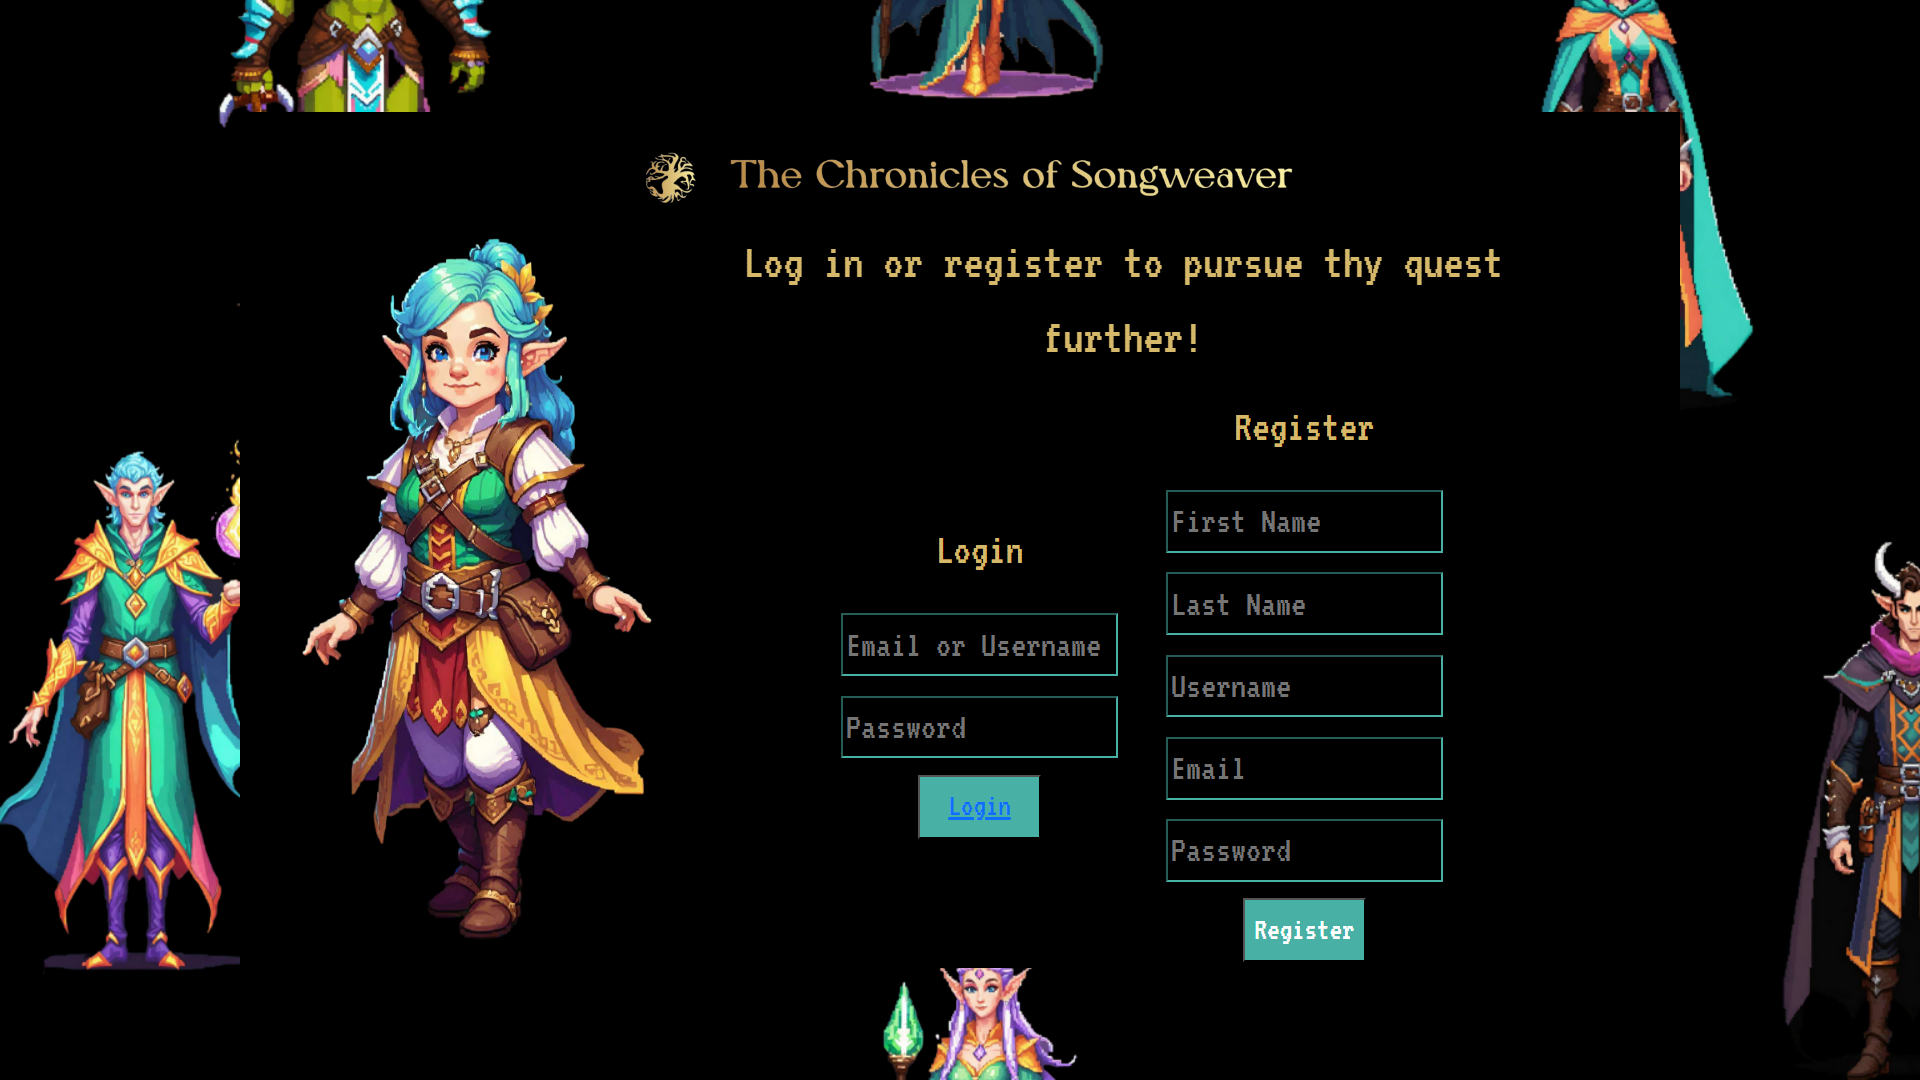 The Chronicles of Songweaver
Log in or register to pursue thy quest
further!
Login
Email or Username
Password
Login
Register
First Name
Last Name
Username
Email
Password
Register